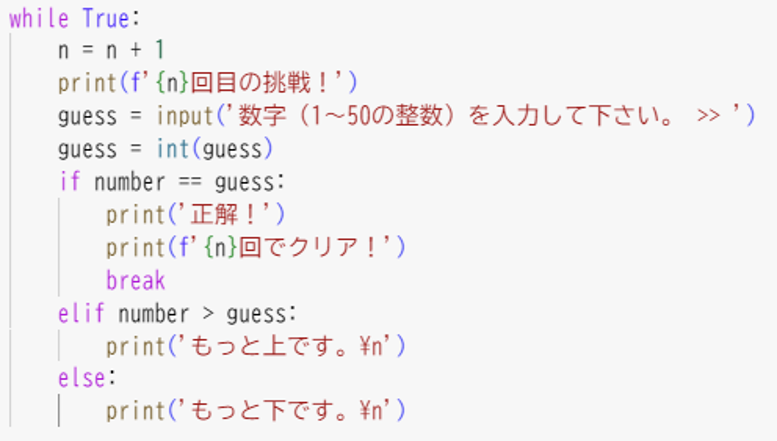 while True:
    n = n + 1
    print(f'{n}回目の挑戦！')
    guess = input('数字（1～50の整数）を入力して下さい。 >> ')
    guess = int(guess)
    if number == guess:
        print('正解！')
        print(f'{n}回でクリア！')
        break
    elif number > guess:
        print('もっと上です。¥n')
    else:
        print('もっと下です。¥n')